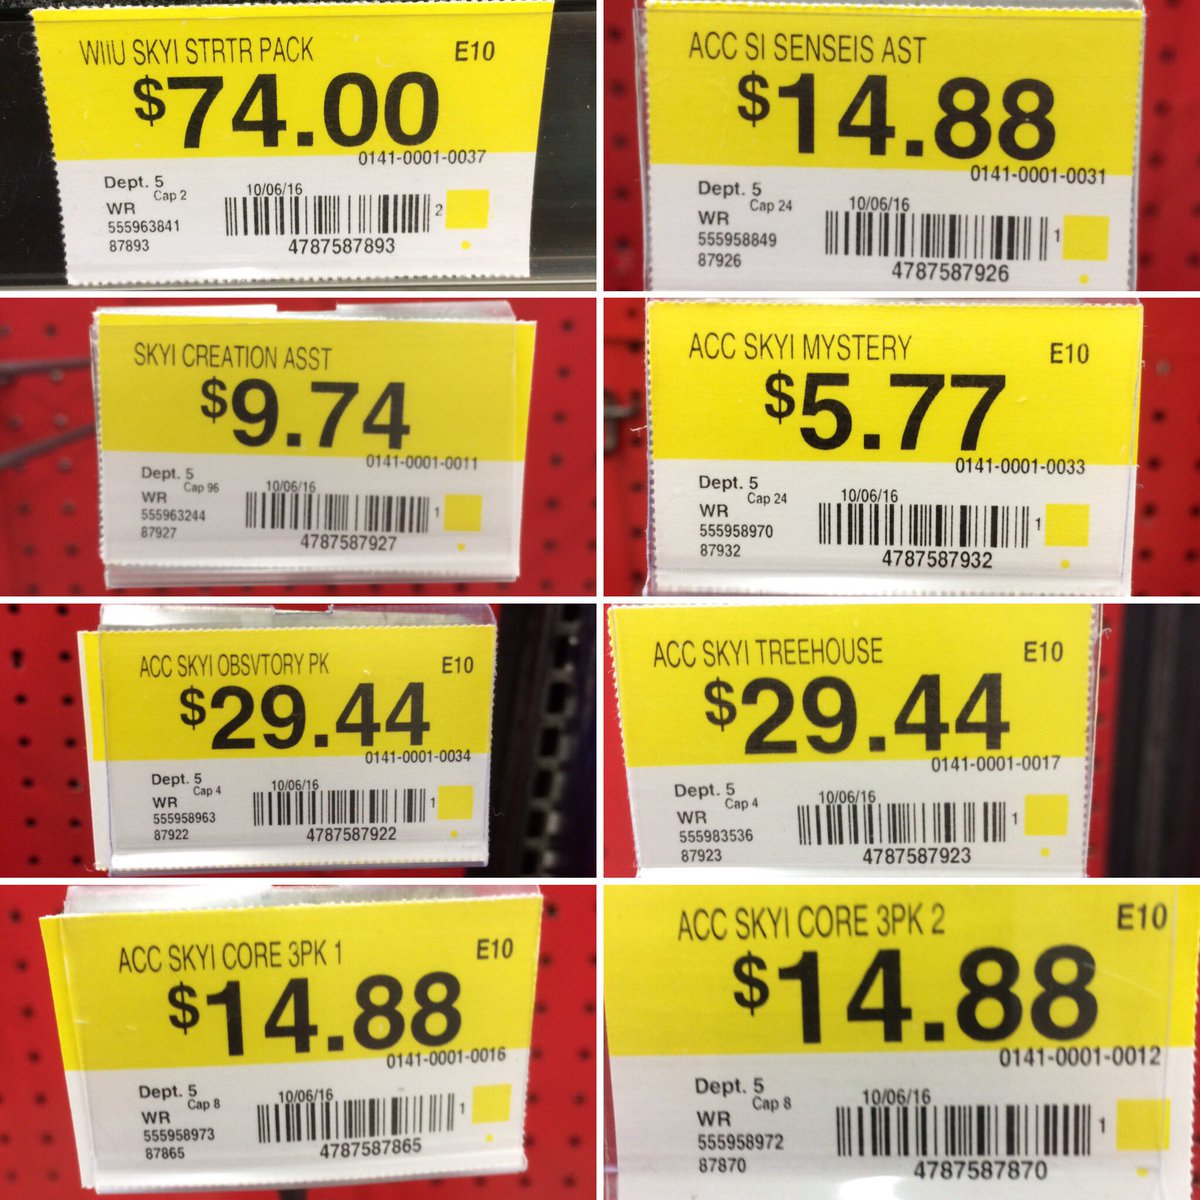 WIIU SKYI STRTR PACK E10
$74.00
0141-0001-0037
Dept. 5
Cap 2
10/06/16
WR
555963841
87893
2
4787587893
ACC SI SENSEIS AST
$14.88
0141-0001-0031
Dept. 5
Cap 24
10/06/16
WR
555958849
87926
1
4787587926
SKYI CREATION ASST
$9.74
0141-0001-0011
Dept. 5
Cap 96
10/06/16
WR
555963244
87927
1
4787587927
ACC SKYI MYSTERY E10
$5.77
0141-0001-0033
Dept. 5
Cap 24
10/06/16
WR
555958970
87932
1
4787587932
ACC SKYI OBSVTORY PK E10
$29.44
0141-0001-0034
Dept. 5
Cap 4
10/06/16
WR
555958963
87922
1
4787587922
ACC SKYI TREEHOUSE E10
$29.44
0141-0001-0017
Dept. 5
Cap 4
10/06/16
WR
555983536
87923
1
4787587923
ACC SKYI CORE 3PK 1 E10
$14.88
0141-0001-0016
Dept. 5
Cap 8
10/06/16
WR
555958973
87865
1
4787587865
ACC SKYI CORE 3PK 2 E10
$14.88
0141-0001-0012
Dept. 5
Cap 8
10/06/16
WR
555958972
87870
1
4787587870